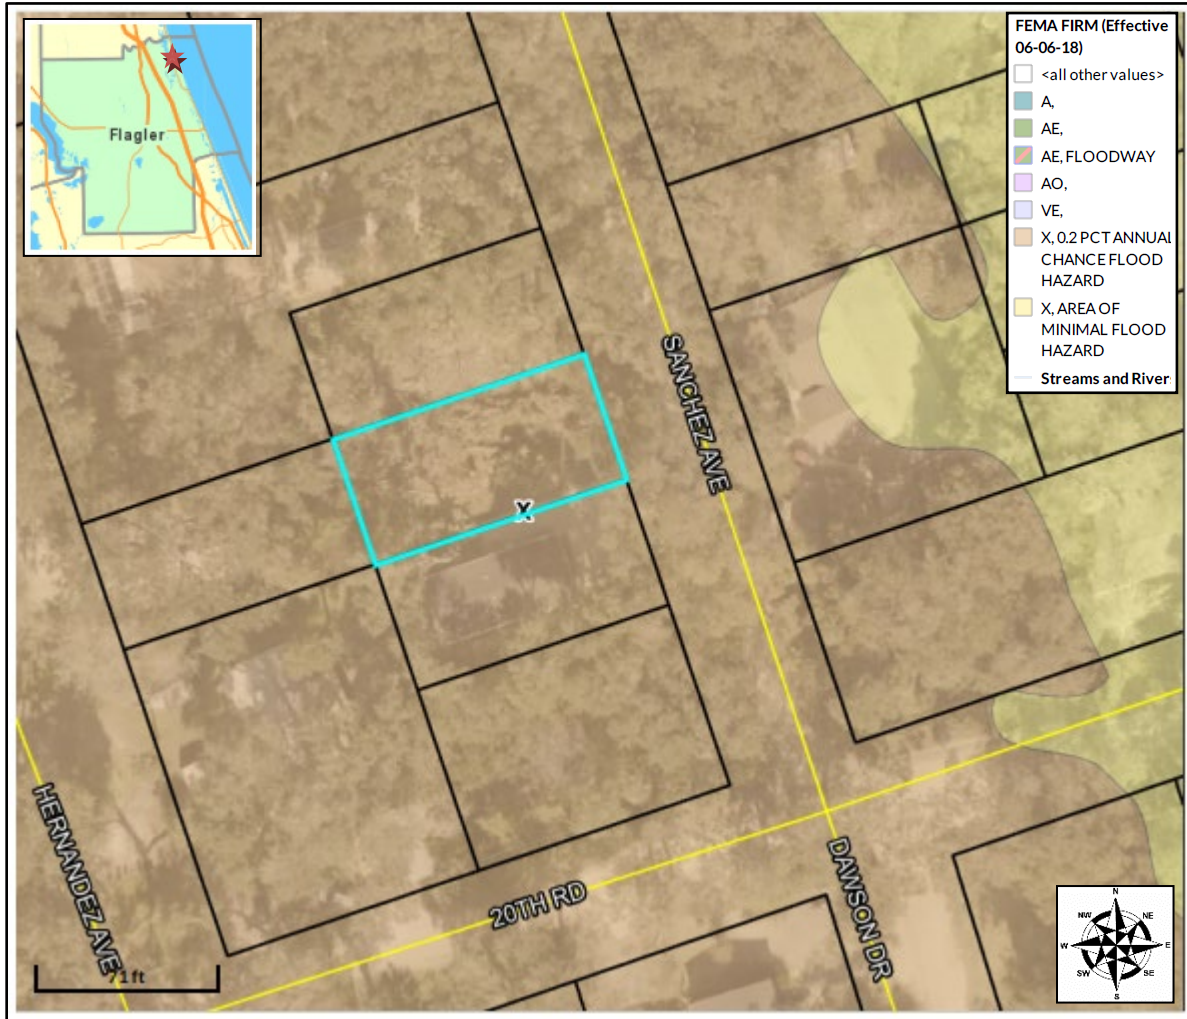 FEMA FIRM (Effective
06-06-18)
<all other values>
A,
AE,
AE, FLOODWAY
AO,
VE,
X, 0.2 PCT ANNUAL
CHANCE FLOOD
HAZARD
X, AREA OF
MINIMAL FLOOD
HAZARD
Streams and River
Flagler
SANCHEZ AVE
X
HERNANDEZ AVE
20TH RD
DAWSON DR
71ft
N
NW
NE
W
E
SW
SE
S